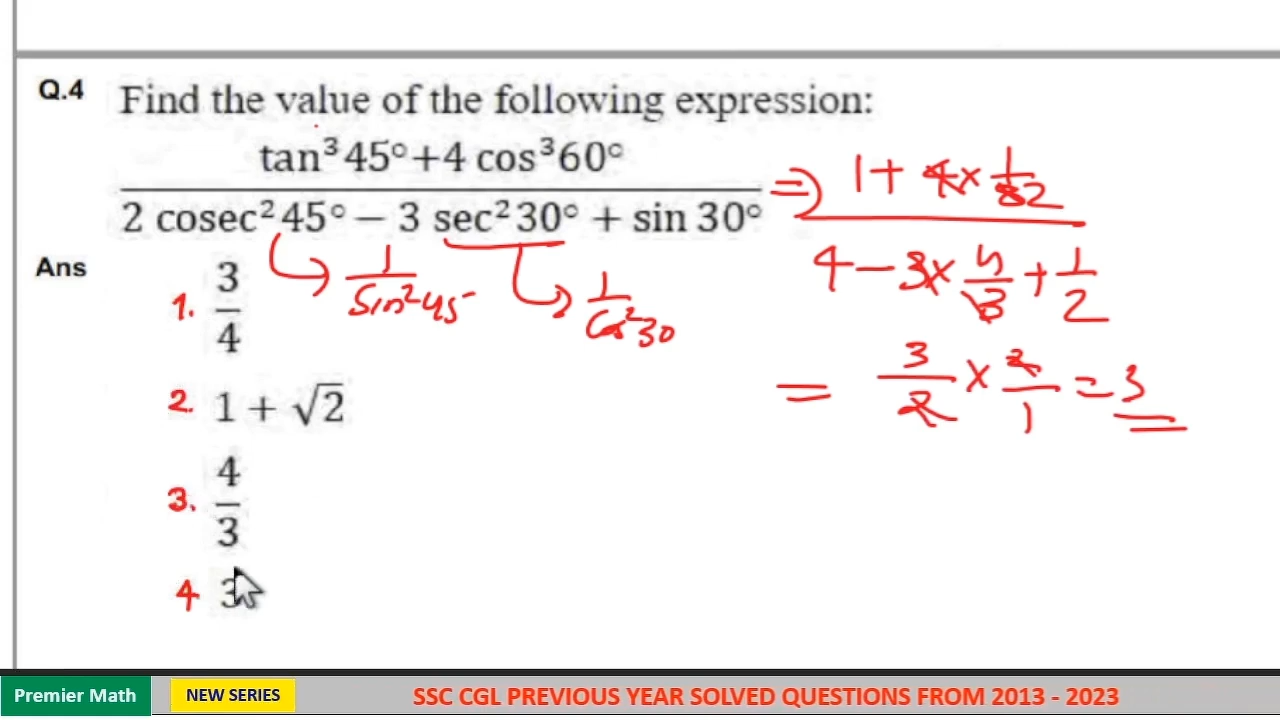 Q.4 Find the value of the following expression:
tan³45°+4 cos³60°
2 cosec²45° − 3 sec²30° + sin 30°
⇒ 1 + 4 × 1/8 2
4 − 3 × 4/3 + 1/2
1/Sin²45
1/Cos²30
= 3/2 × 2/1 = 3
Ans
1. 3/4
2. 1 + √2
3. 4/3
4 3
Premier Math NEW SERIES SSC CGL PREVIOUS YEAR SOLVED QUESTIONS FROM 2013 - 2023